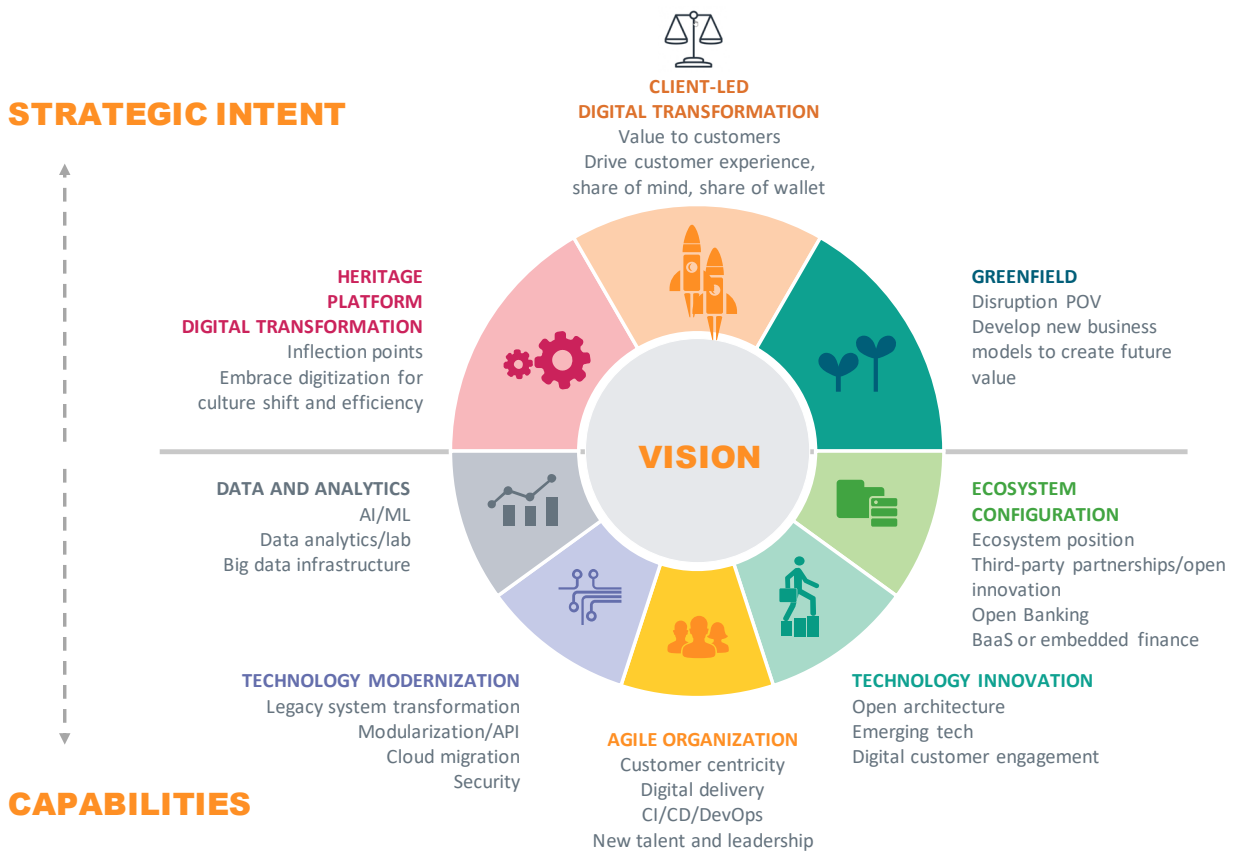 CLIENT-LED
DIGITAL TRANSFORMATION
Value to customers
Drive customer experience,
share of mind, share of wallet
STRATEGIC INTENT
HERITAGE
PLATFORM
DIGITAL TRANSFORMATION
Inflection points
Embrace digitization for
culture shift and efficiency
GREENFIELD
Disruption POV
Develop new business
models to create future
value
VISION
DATA AND ANALYTICS
AI/ML
Data analytics/lab
Big data infrastructure
ECOSYSTEM
CONFIGURATION
Ecosystem position
Third-party partnerships/open
innovation
Open Banking
BaaS or embedded finance
TECHNOLOGY MODERNIZATION
Legacy system transformation
Modularization/API
Cloud migration
Security
AGILE ORGANIZATION
Customer centricity
Digital delivery
CI/CD/DevOps
New talent and leadership
TECHNOLOGY INNOVATION
Open architecture
Emerging tech
Digital customer engagement
CAPABILITIES